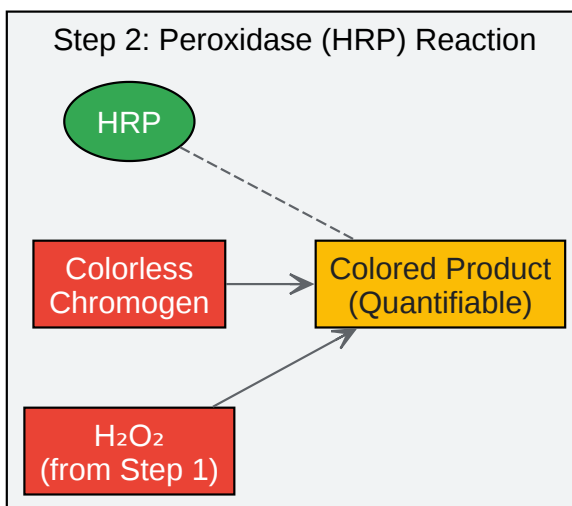 Step 2: Peroxidase (HRP) Reaction
HRP
Colorless
Chromogen
Colored Product
(Quantifiable)
H₂O₂
(from Step 1)